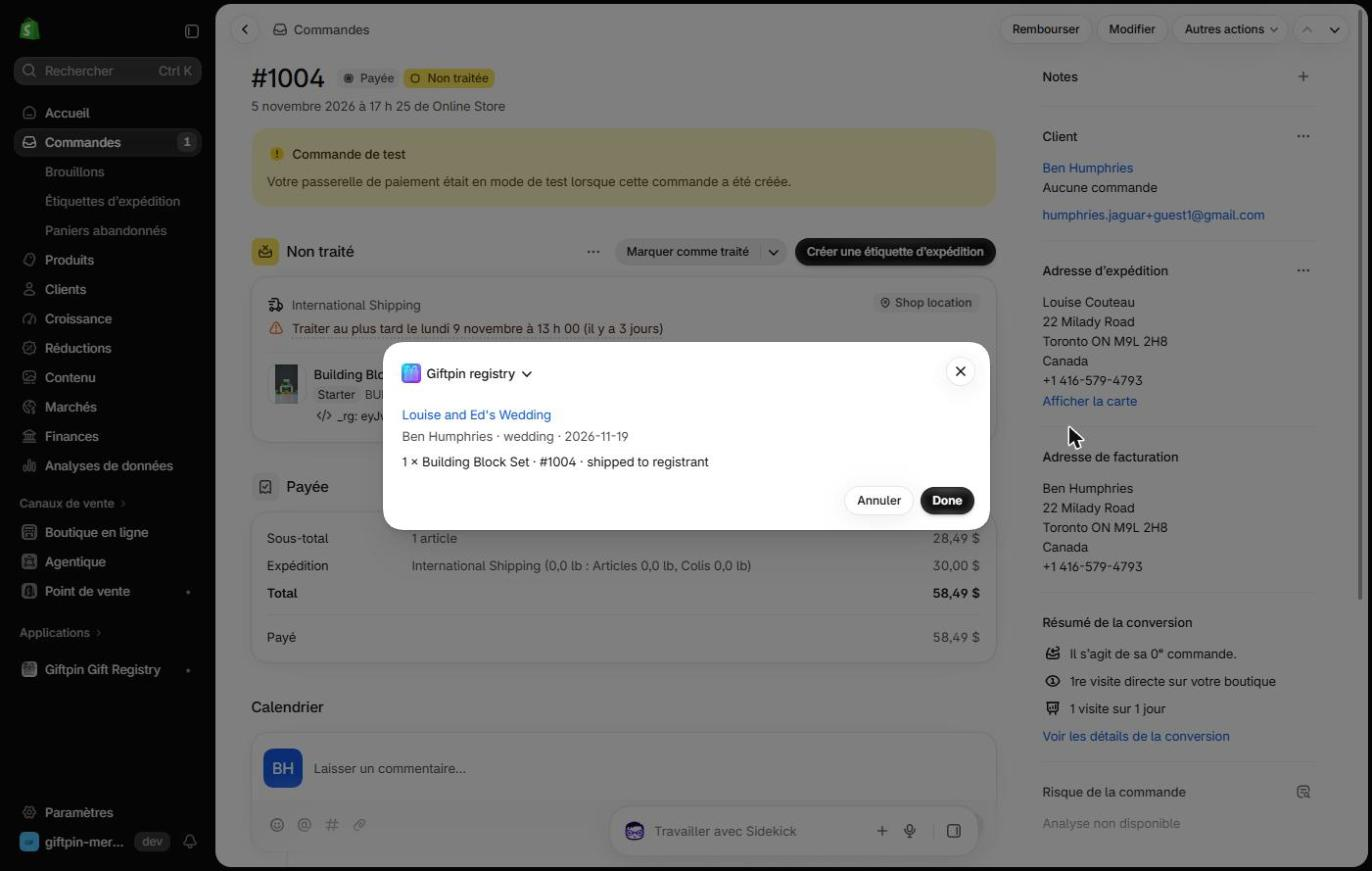 Rechercher Ctrl K
Accueil
Commandes 1
Brouillons
Étiquettes d'expédition
Paniers abandonnés
Produits
Clients
Croissance
Réductions
Contenu
Marchés
Finances
Analyses de données
Canaux de vente
Boutique en ligne
Agentique
Point de vente
Applications
Giftpin Gift Registry
Paramètres
giftpin-mer... dev
Commandes
Rembourser Modifier Autres actions
#1004 Payée Non traitée
5 novembre 2026 à 17 h 25 de Online Store
Commande de test
Votre passerelle de paiement était en mode de test lorsque cette commande a été créée.
Non traité Marquer comme traité Créer une étiquette d'expédition
International Shipping Shop location
Traiter au plus tard le lundi 9 novembre à 13 h 00 (il y a 3 jours)
Building Blo
Starter BUI
_rg: eyJv
Giftpin registry
Louise and Ed's Wedding
Ben Humphries · wedding · 2026-11-19
1 × Building Block Set · #1004 · shipped to registrant
Annuler Done
Payée
Sous-total 1 article 28,49 $
Expédition International Shipping (0,0 lb : Articles 0,0 lb, Colis 0,0 lb) 30,00 $
Total 58,49 $
Payé 58,49 $
Calendrier
BH Laisser un commentaire...
Travailler avec Sidekick
Notes
Client
Ben Humphries
Aucune commande
humphries.jaguar+guest1@gmail.com
Adresse d'expédition
Louise Couteau
22 Milady Road
Toronto ON M9L 2H8
Canada
+1 416-579-4793
Afficher la carte
Adresse de facturation
Ben Humphries
22 Milady Road
Toronto ON M9L 2H8
Canada
+1 416-579-4793
Résumé de la conversion
Il s'agit de sa 0ᵉ commande.
1re visite directe sur votre boutique
1 visite sur 1 jour
Voir les détails de la conversion
Risque de la commande
Analyse non disponible